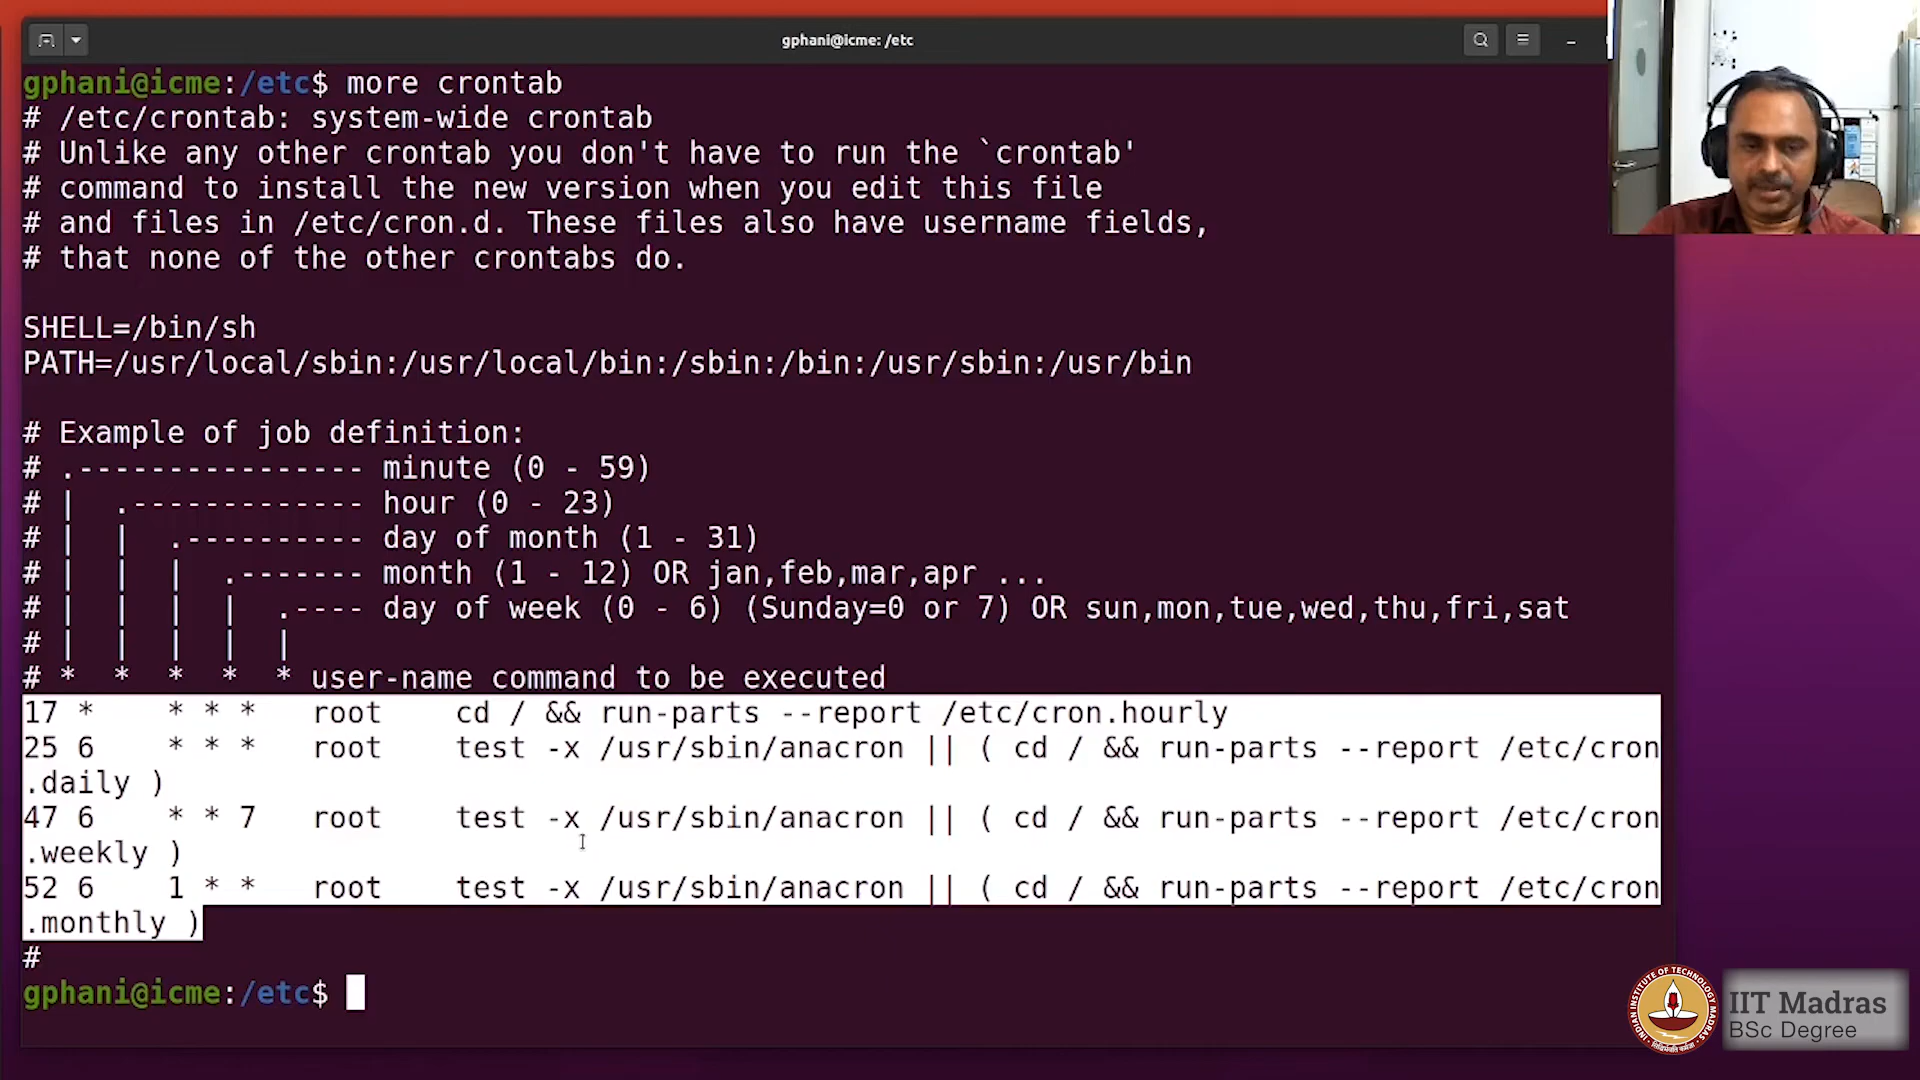 gphani@icme: /etc
gphani@icme:/etc$ more crontab
# /etc/crontab: system-wide crontab
# Unlike any other crontab you don't have to run the `crontab'
# command to install the new version when you edit this file
# and files in /etc/cron.d. These files also have username fields,
# that none of the other crontabs do.
SHELL=/bin/sh
PATH=/usr/local/sbin:/usr/local/bin:/sbin:/bin:/usr/sbin:/usr/bin
# Example of job definition:
# .---------------- minute (0 - 59)
# |  .------------- hour (0 - 23)
# |  |  .---------- day of month (1 - 31)
# |  |  |  .------- month (1 - 12) OR jan,feb,mar,apr ...
# |  |  |  |  .---- day of week (0 - 6) (Sunday=0 or 7) OR sun,mon,tue,wed,thu,fri,sat
# |  |  |  |  |
# *  *  *  *  * user-name command to be executed
17 *    * * *   root    cd / && run-parts --report /etc/cron.hourly
25 6    * * *   root    test -x /usr/sbin/anacron || ( cd / && run-parts --report /etc/cron
.daily )
47 6    * * 7   root    test -x /usr/sbin/anacron || ( cd / && run-parts --report /etc/cron
.weekly )
52 6    1 * *   root    test -x /usr/sbin/anacron || ( cd / && run-parts --report /etc/cron
.monthly )
#
gphani@icme:/etc$
IIT Madras
BSc Degree